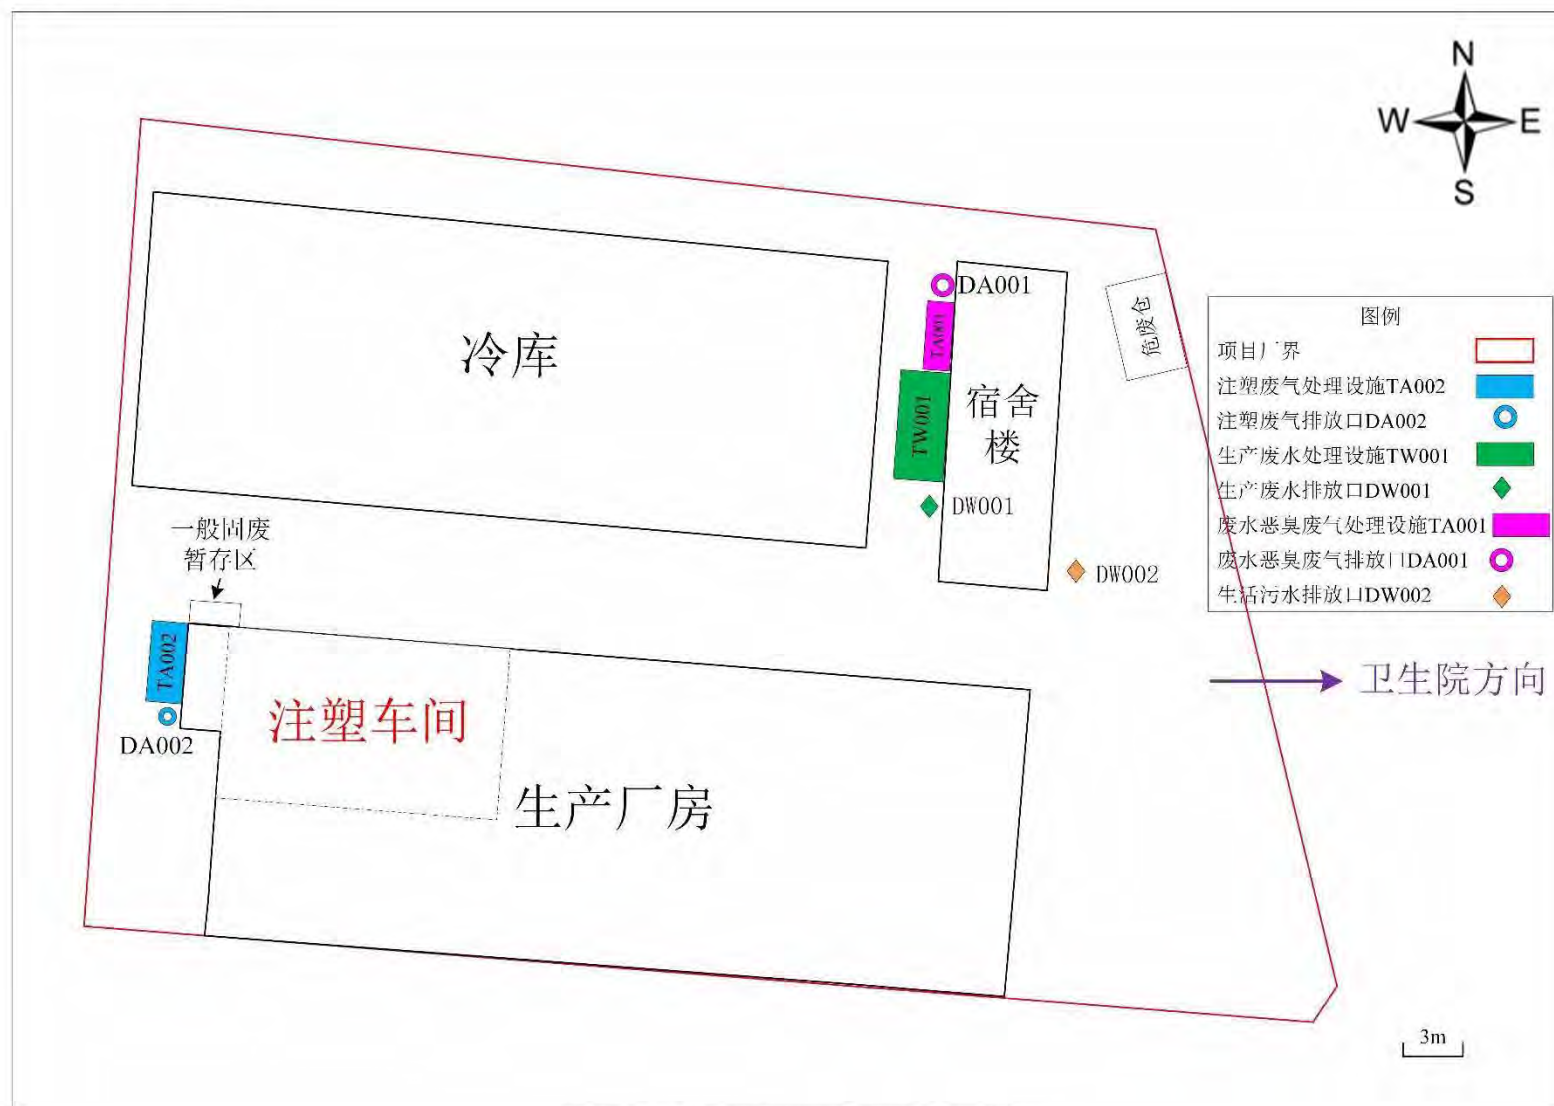 N
W E
S
DA001
TA001
冷库
TW001
宿舍
楼
危废仓
DW001
DW002
图例
项目厂界
注塑废气处理设施TA002
注塑废气排放口DA002
生产废水处理设施TW001
生产废水排放口DW001
废水恶臭废气处理设施TA001
废水恶臭废气排放口DA001
生活污水排放口DW002
一般固废
暂存区
TA002
DA002
注塑车间
生产厂房
卫生院方向
3m